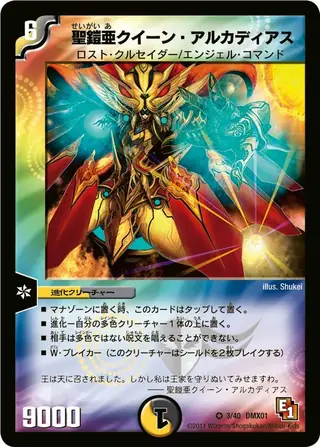 せいがいあ
聖鎧亜クイーン・アルカディアス
ロスト・クルセイダー/エンジェル・コマンド
illus. Shukei
進化クリーチャー
■マナゾーンに置く時、このカードはタップして置く。
■進化-自分の多色クリーチャー1体の上に置く。
■相手は多色ではない呪文を唱えることができない。
■W・ブレイカー(このクリーチャーはシールドを2枚ブレイクする)
王は天に召されました。しかし私は王家を守りぬいてみせますわ。
聖鎧亜クイーン・アルカディアス
3/40 DMX01
E1
9000